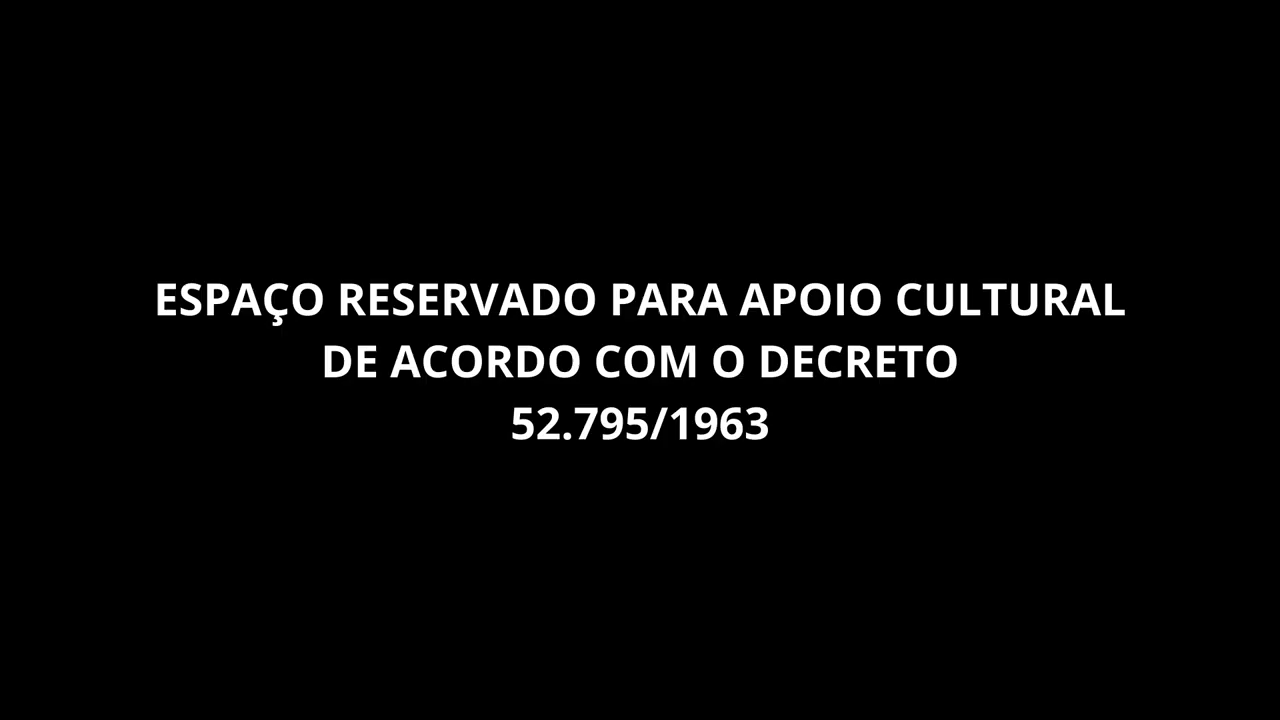 ESPAÇO RESERVADO PARA APOIO CULTURAL
DE ACORDO COM O DECRETO
52.795/1963